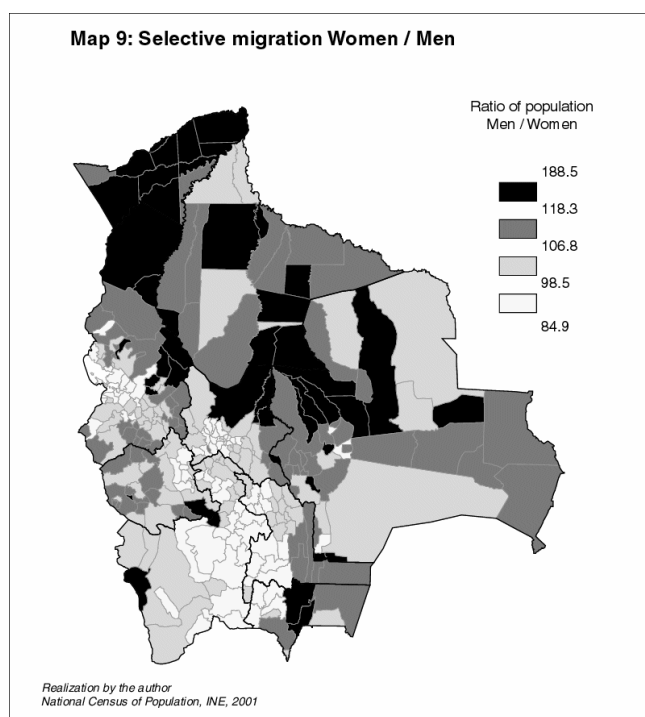 Map 9: Selective migration Women / Men
Ratio of population
Men / Women
188.5
118.3
106.8
98.5
84.9
Realization by the author
National Census of Population, INE, 2001